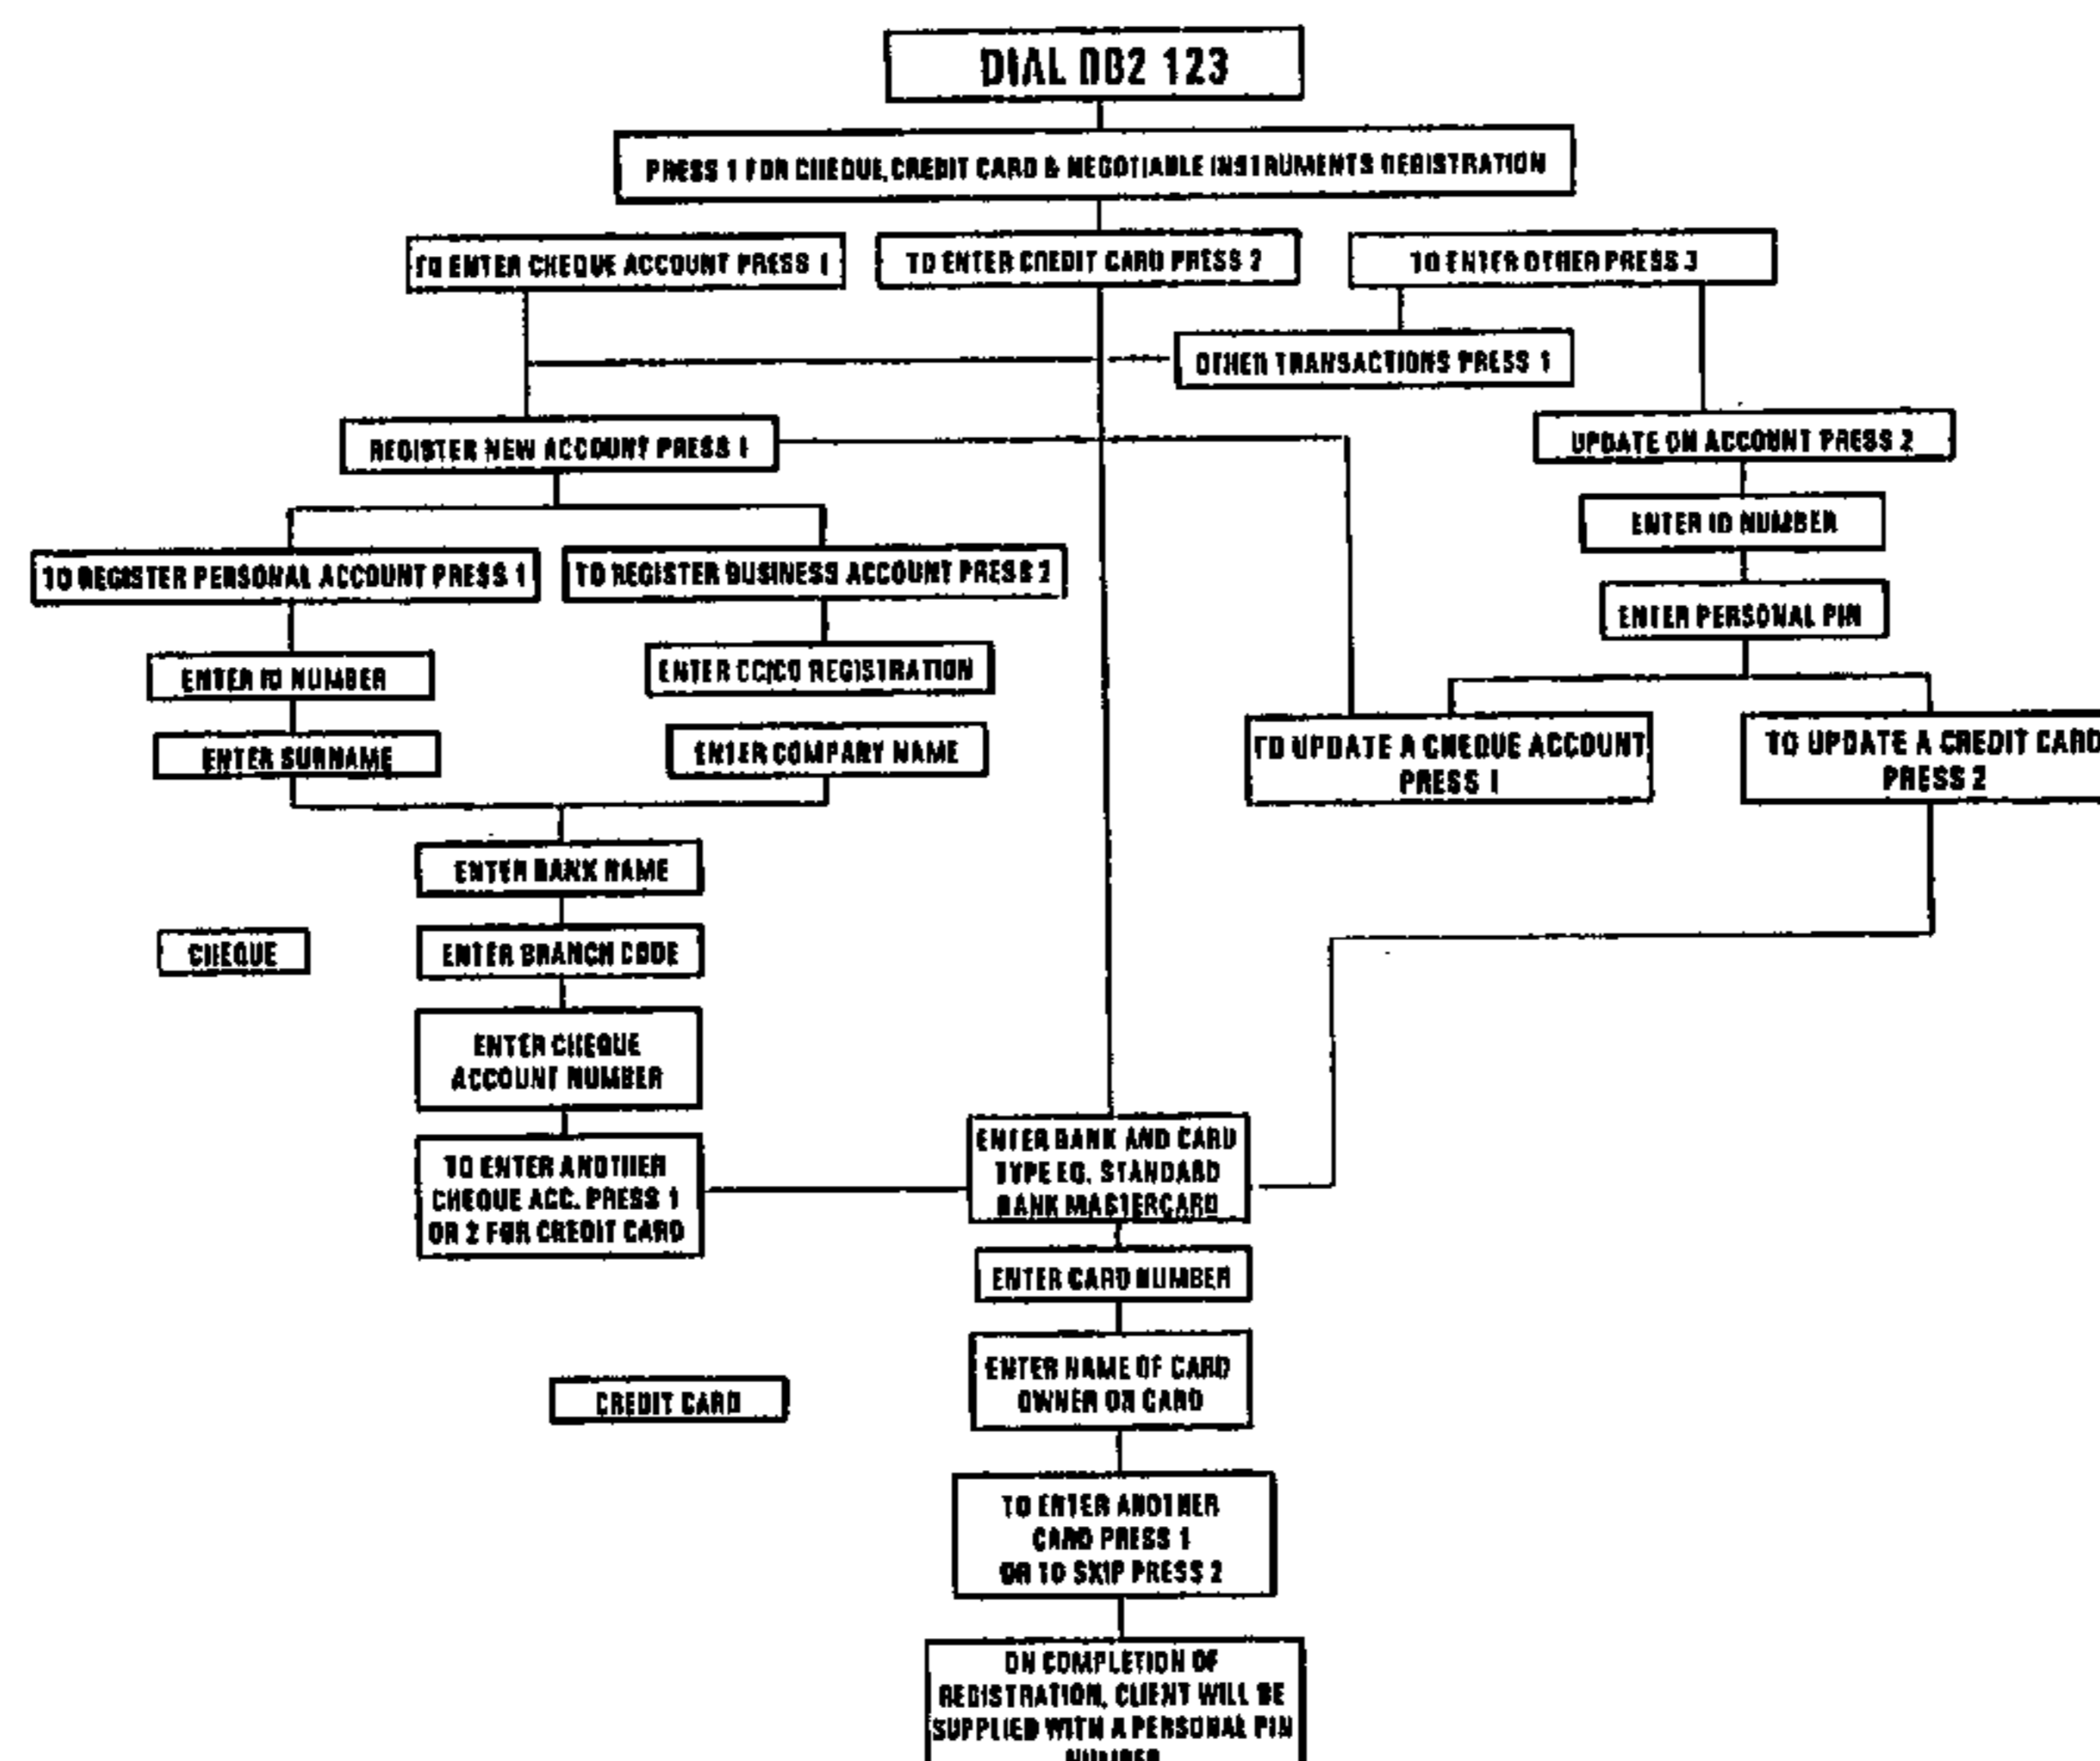 DIAL 082 123
PRESS 1 FOR CHEQUE, CREDIT CARD & NEGOTIABLE INSTRUMENTS REGISTRATION
TO ENTER CHEQUE ACCOUNT PRESS 1
TO ENTER CREDIT CARD PRESS 2
TO ENTER OTHER PRESS 3
OTHER TRANSACTIONS PRESS 1
REGISTER NEW ACCOUNT PRESS 1
UPDATE ON ACCOUNT PRESS 2
ENTER ID NUMBER
TO REGISTER PERSONAL ACCOUNT PRESS 1
TO REGISTER BUSINESS ACCOUNT PRESS 2
ENTER PERSONAL PIN
ENTER ID NUMBER
ENTER CC/CO REGISTRATION
ENTER SURNAME
ENTER COMPANY NAME
TO UPDATE A CHEQUE ACCOUNT
PRESS 1
TO UPDATE A CREDIT CARD
PRESS 2
ENTER BANK NAME
CHEQUE
ENTER BRANCH CODE
ENTER CHEQUE
ACCOUNT NUMBER
TO ENTER ANOTHER
CHEQUE ACC. PRESS 1
OR 2 FOR CREDIT CARD
ENTER BANK AND CARD
TYPE EG. STANDARD
BANK MASTERCARD
ENTER CARD NUMBER
ENTER NAME OF CARD
OWNER ON CARD
CREDIT CARD
TO ENTER ANOTHER
CARD PRESS 1
OR TO SKIP PRESS 2
ON COMPLETION OF
REGISTRATION, CLIENT WILL BE
SUPPLIED WITH A PERSONAL PIN
NUMBER